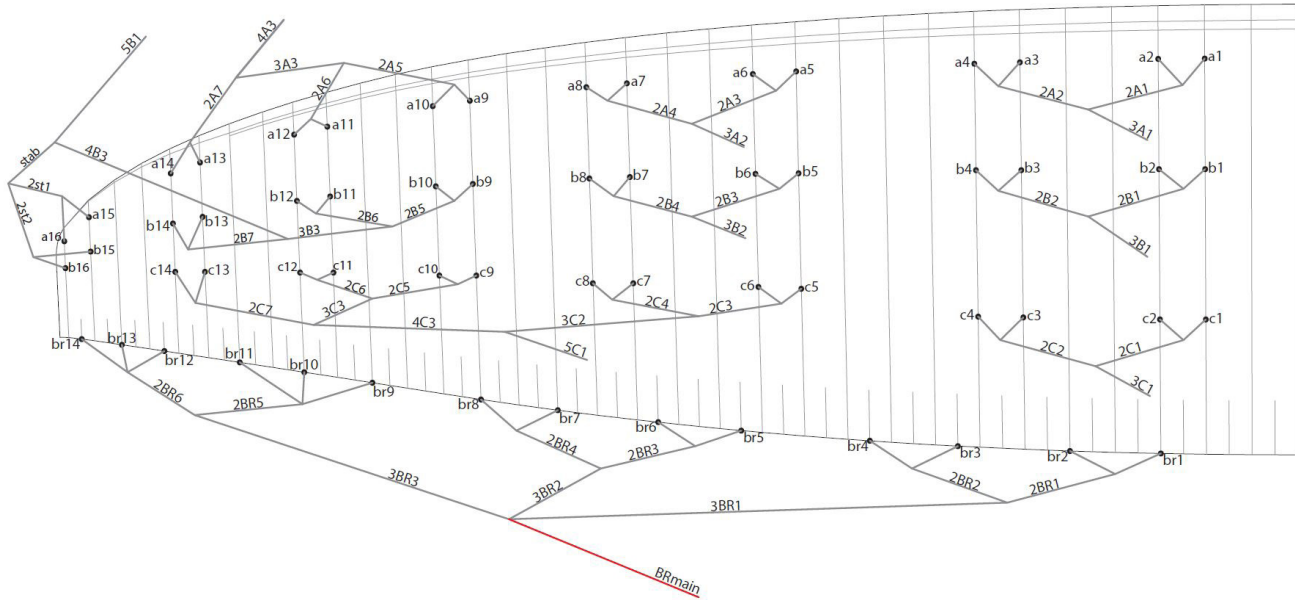 5B1
4A3
3A3
2A5
2A6
2A7
a10
a9
a8
a7
a6
a5
a4
a3
a2
a1
2A4
2A3
2A2
2A1
3A2
3A1
a12
a11
a14
a13
stab
4B3
2st1
2st2
a15
a16
b15
b16
b14
b13
b12
b11
b10
b9
b8
b7
b6
b5
b4
b3
b2
b1
2B7
3B3
2B6
2B5
2B4
2B3
3B2
2B2
2B1
3B1
c14
c13
c12
c11
c10
c9
c8
c7
c6
c5
c4
c3
c2
c1
2C7
3C3
2C6
2C5
2C4
2C3
4C3
3C2
5C1
2C2
2C1
3C1
br14
br13
br12
br11
br10
br9
br8
br7
br6
br5
br4
br3
br2
br1
2BR6
2BR5
2BR4
2BR3
2BR2
2BR1
3BR3
3BR2
3BR1
BRmain